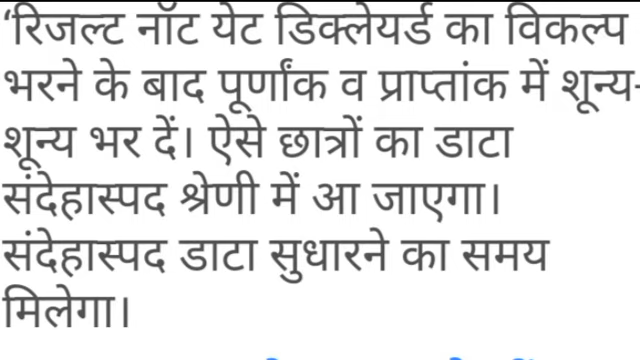 ‘रिजल्ट नॉट येट डिक्लेयर्ड का विकल्प
भरने के बाद पूर्णांक व प्राप्तांक में शून्य-
शून्य भर दें। ऐसे छात्रों का डाटा
संदेहास्पद श्रेणी में आ जाएगा।
संदेहास्पद डाटा सुधारने का समय
मिलेगा।